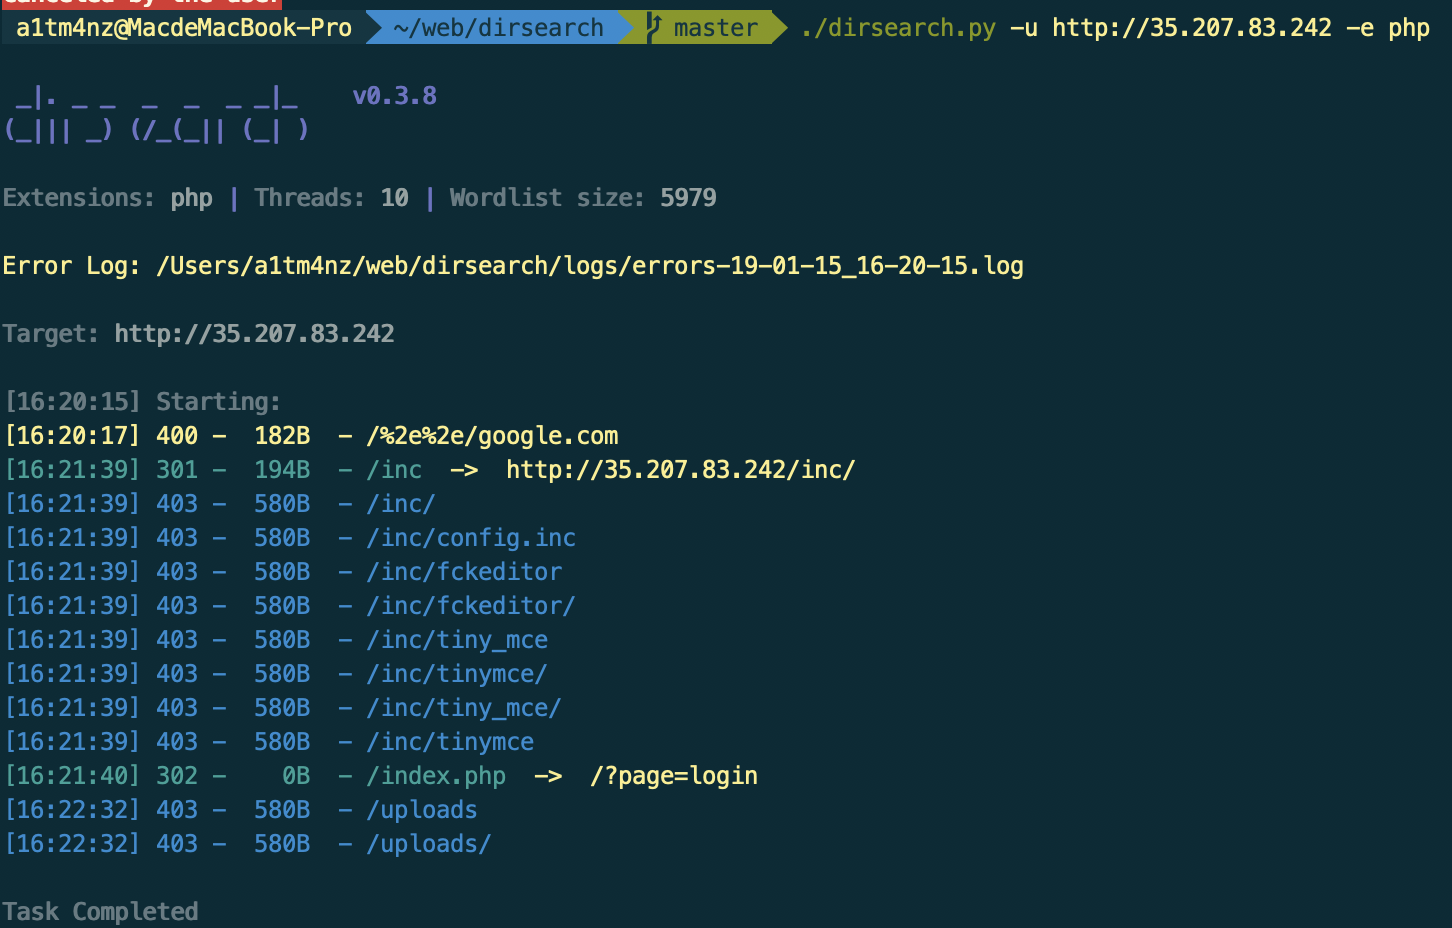 canceled by the user
a1tm4nz@MacdeMacBook-Pro ~/web/dirsearch master ./dirsearch.py -u http://35.207.83.242 -e php
 _|. _ _  _  _  _ _|_    v0.3.8
(_||| _) (/_(_|| (_| )
Extensions: php | Threads: 10 | Wordlist size: 5979
Error Log: /Users/a1tm4nz/web/dirsearch/logs/errors-19-01-15_16-20-15.log
Target: http://35.207.83.242
[16:20:15] Starting:
[16:20:17] 400 -  182B  - /%2e%2e/google.com
[16:21:39] 301 -  194B  - /inc  ->  http://35.207.83.242/inc/
[16:21:39] 403 -  580B  - /inc/
[16:21:39] 403 -  580B  - /inc/config.inc
[16:21:39] 403 -  580B  - /inc/fckeditor
[16:21:39] 403 -  580B  - /inc/fckeditor/
[16:21:39] 403 -  580B  - /inc/tiny_mce
[16:21:39] 403 -  580B  - /inc/tinymce/
[16:21:39] 403 -  580B  - /inc/tiny_mce/
[16:21:39] 403 -  580B  - /inc/tinymce
[16:21:40] 302 -    0B  - /index.php  ->  /?page=login
[16:22:32] 403 -  580B  - /uploads
[16:22:32] 403 -  580B  - /uploads/
Task Completed